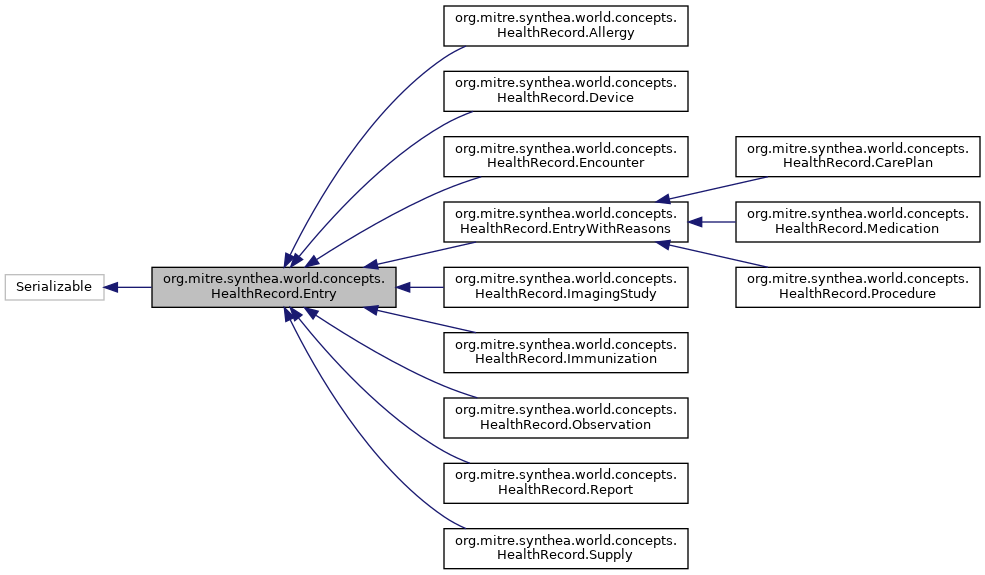 Serializable
org.mitre.synthea.world.concepts.
HealthRecord.Entry
org.mitre.synthea.world.concepts.
HealthRecord.Allergy
org.mitre.synthea.world.concepts.
HealthRecord.Device
org.mitre.synthea.world.concepts.
HealthRecord.Encounter
org.mitre.synthea.world.concepts.
HealthRecord.EntryWithReasons
org.mitre.synthea.world.concepts.
HealthRecord.ImagingStudy
org.mitre.synthea.world.concepts.
HealthRecord.Immunization
org.mitre.synthea.world.concepts.
HealthRecord.Observation
org.mitre.synthea.world.concepts.
HealthRecord.Report
org.mitre.synthea.world.concepts.
HealthRecord.Supply
org.mitre.synthea.world.concepts.
HealthRecord.CarePlan
org.mitre.synthea.world.concepts.
HealthRecord.Medication
org.mitre.synthea.world.concepts.
HealthRecord.Procedure